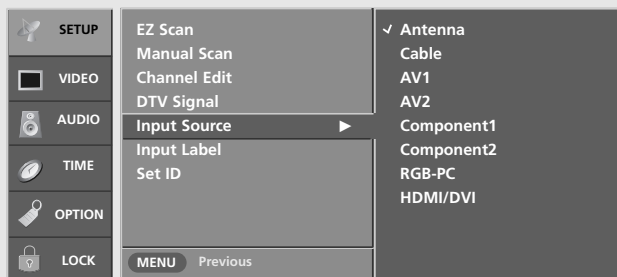 SETUP
VIDEO
AUDIO
TIME
OPTION
LOCK
EZ Scan
Manual Scan
Channel Edit
DTV Signal
Input Source ►
Input Label
Set ID
MENU Previous
✓ Antenna
Cable
AV1
AV2
Component1
Component2
RGB-PC
HDMI/DVI